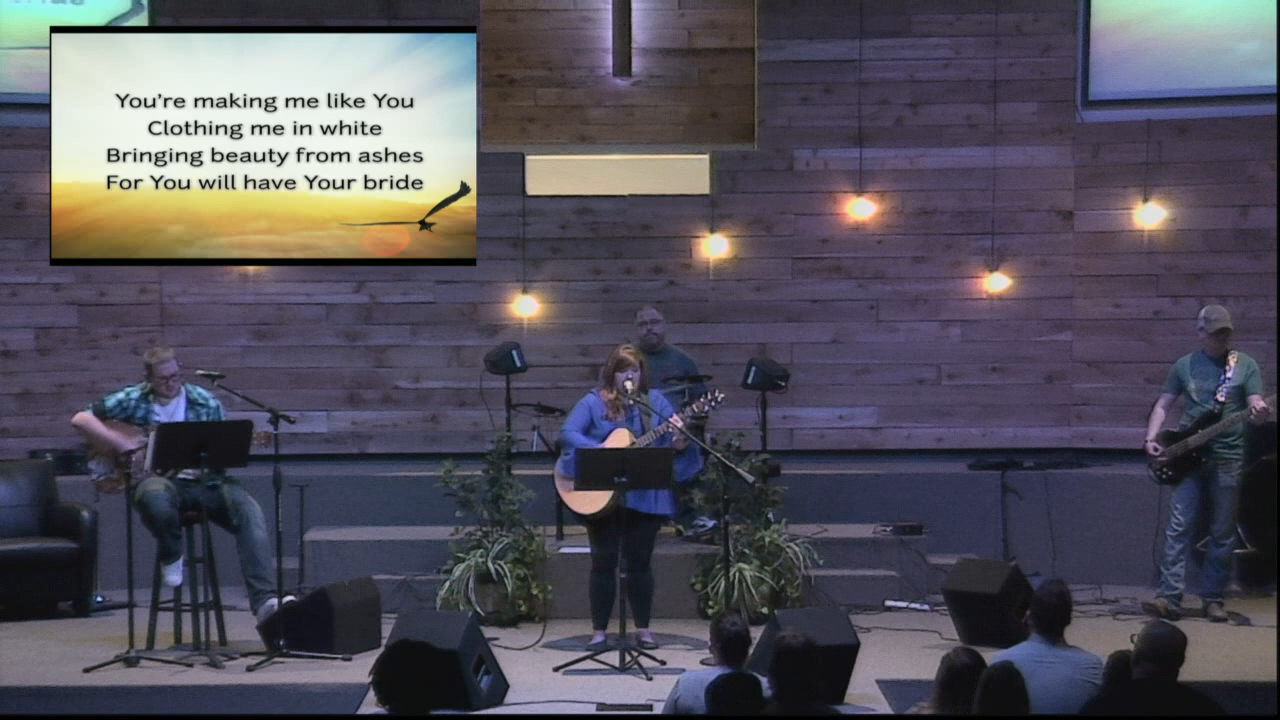 You're making me like You
Clothing me in white
Bringing beauty from ashes
For You will have Your bride